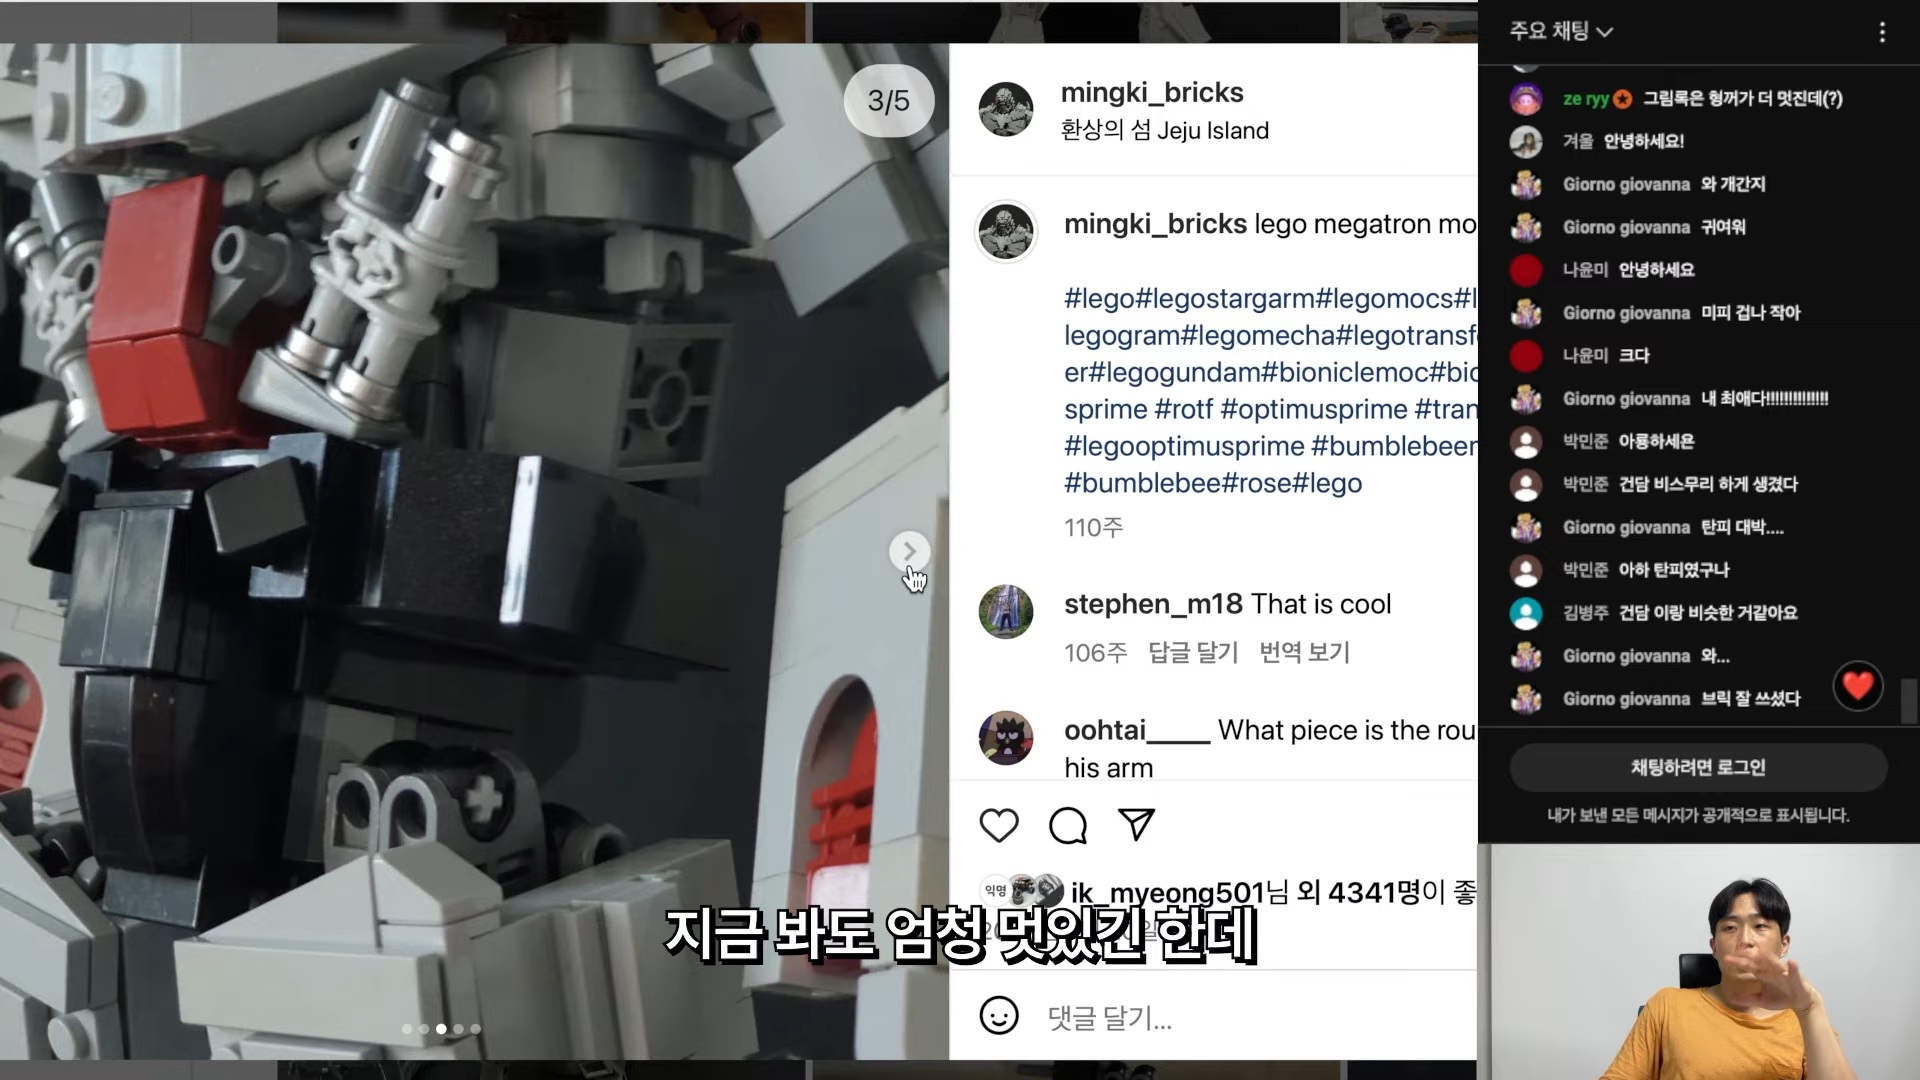 3/5
mingki_bricks
환상의 섬 Jeju Island
mingki_bricks lego megatron mo
#lego#legostargarm#legomocs#l
legogram#legomecha#legotransf
er#legogundam#bioniclemoc#bio
sprime #rotf #optimusprime #tran
#legooptimusprime #bumblebeer
#bumblebee#rose#lego
110주
stephen_m18 That is cool
106주 답글 달기 번역 보기
oohtai____ What piece is the rou
his arm
익명
ik_myeong501님 외 4341명이 좋
지금 봐도 엄청 멋있긴 한데
댓글 달기...
주요 채팅
ze ryy 그림록은 형꺼가 더 멋진데(?)
겨울 안녕하세요!
Giorno giovanna 와 개간지
Giorno giovanna 귀여워
나윤미 안녕하세요
Giorno giovanna 미피 겁나 작아
나윤미 크다
Giorno giovanna 내 최애다!!!!!!!!!!!!!!
박민준 아룡하세욘
박민준 건담 비스무리 하게 생겼다
Giorno giovanna 탄피 대박....
박민준 아하 탄피였구나
김병주 건담 이랑 비슷한 거같아요
Giorno giovanna 와...
Giorno giovanna 브릭 잘 쓰셨다
채팅하려면 로그인
내가 보낸 모든 메시지가 공개적으로 표시됩니다.